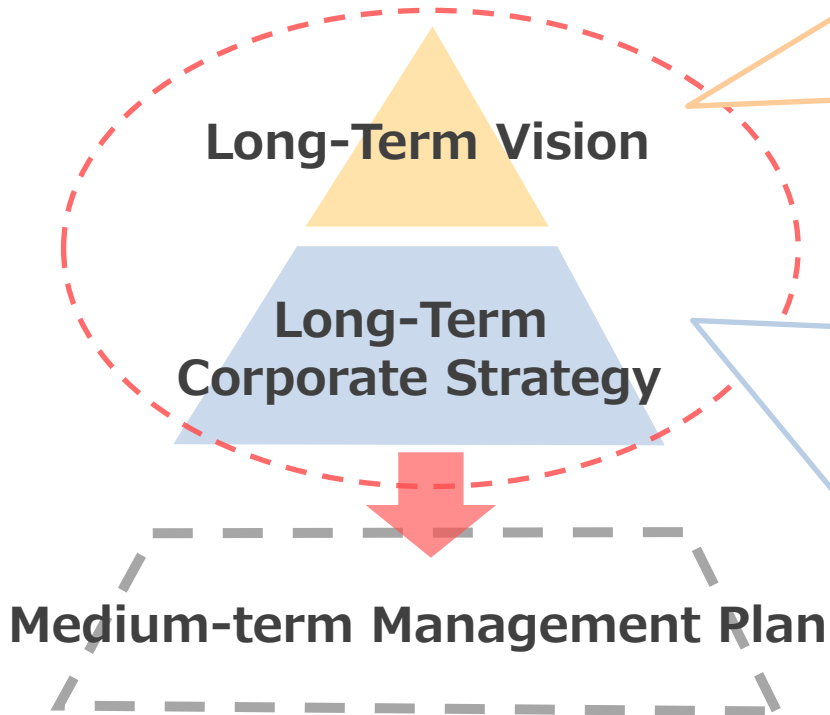 Long-Term Vision
Long-Term
Corporate Strategy
Medium-term Management Plan